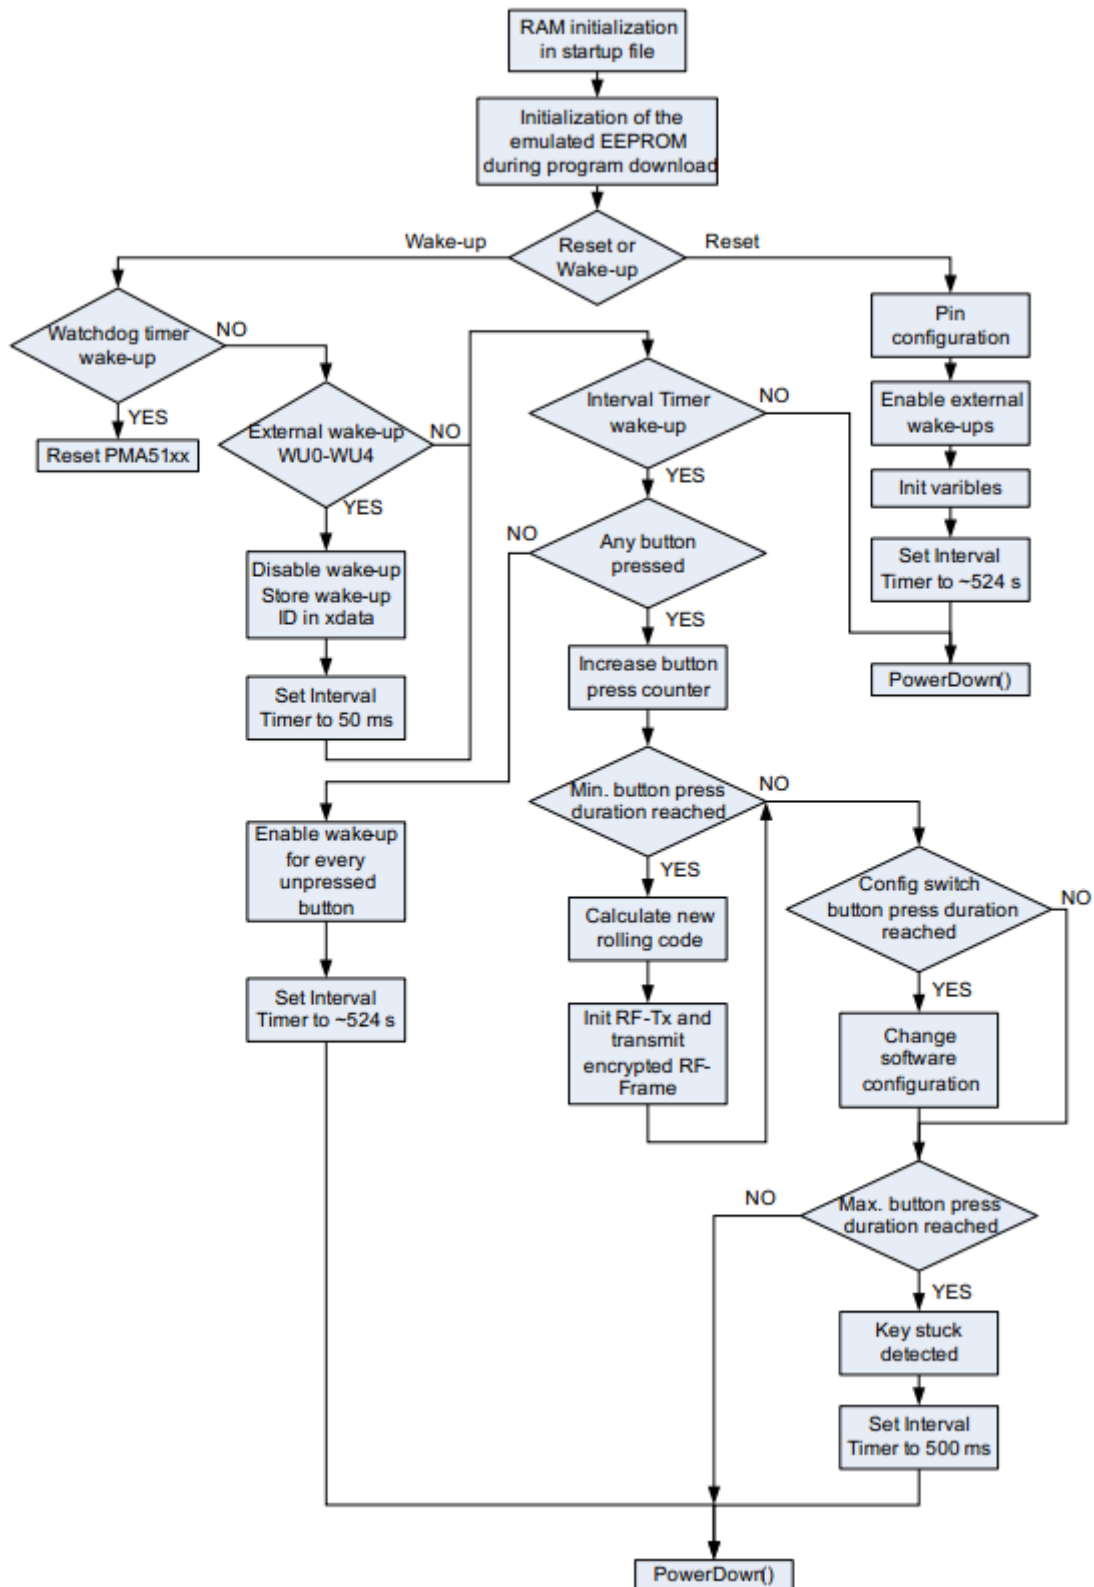 RAM initialization
in startup file
Initialization of the
emulated EEPROM
during program download
Reset or
Wake-up
Wake-up
Reset
Watchdog timer
wake-up
NO
YES
Reset PMA51xx
External wake-up
WU0-WU4
NO
YES
Disable wake-up
Store wake-up
ID in xdata
Set Interval
Timer to 50 ms
Interval Timer
wake-up
NO
YES
Any button
pressed
NO
YES
Enable wake-up
for every
unpressed
button
Set Interval
Timer to ~524 s
Increase button
press counter
Min. button press
duration reached
NO
YES
Calculate new
rolling code
Init RF-Tx and
transmit
encrypted RF-
Frame
Pin
configuration
Enable external
wake-ups
Init varibles
Set Interval
Timer to ~524 s
PowerDown()
Config switch
button press duration
reached
NO
YES
Change
software
configuration
Max. button press
duration reached
NO
YES
Key stuck
detected
Set Interval
Timer to 500 ms
PowerDown()